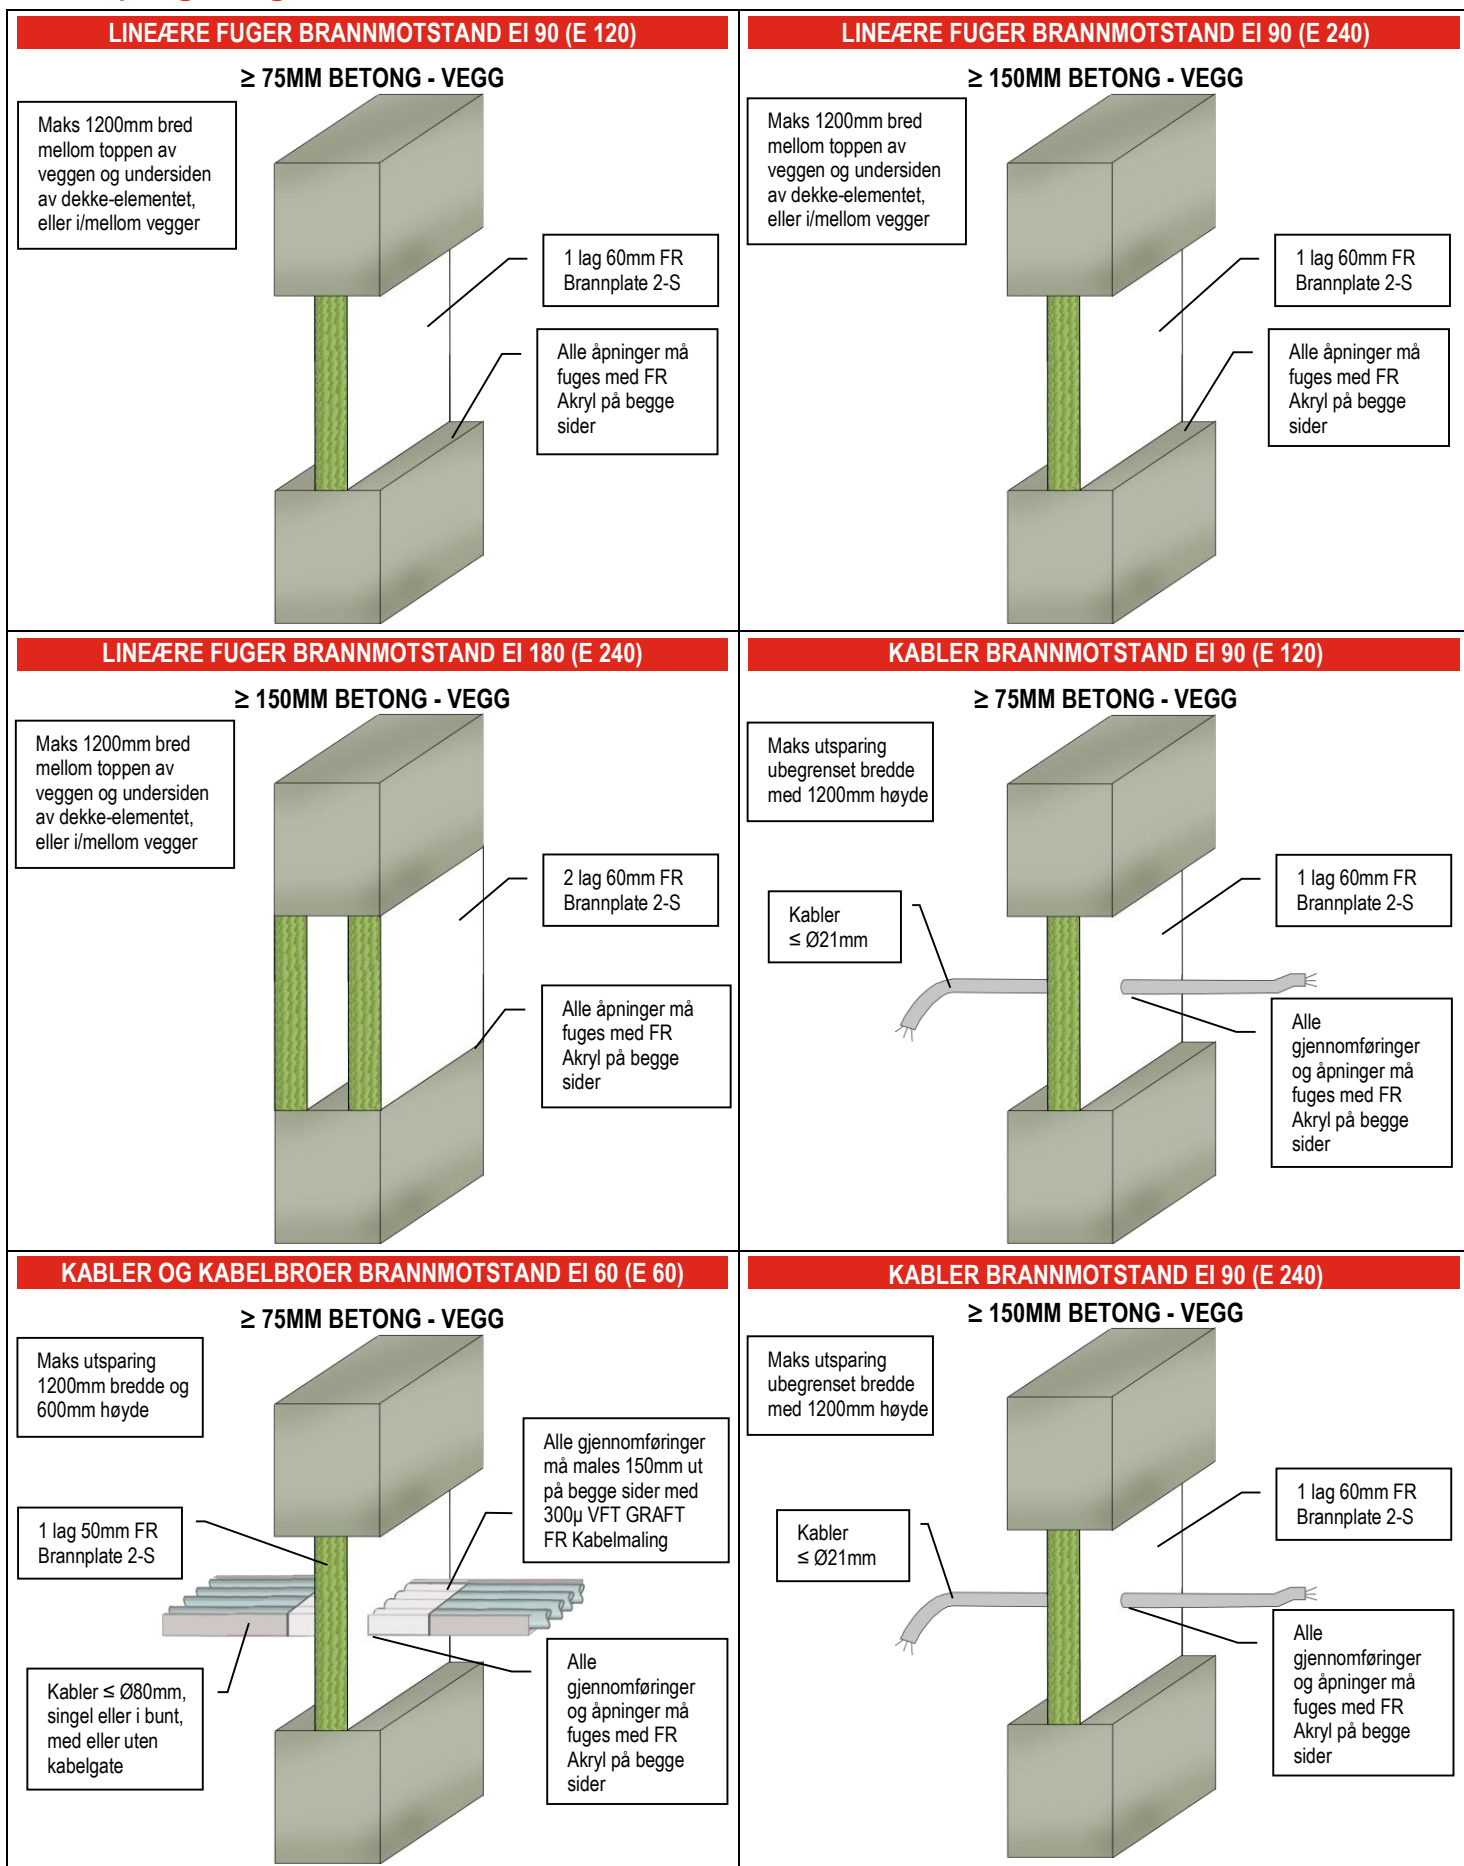 LINEÆRE FUGER BRANNMOTSTAND EI 90 (E 120)
≥ 75MM BETONG - VEGG
Maks 1200mm bred
mellom toppen av
veggen og undersiden
av dekke-elementet,
eller i/mellom vegger
1 lag 60mm FR
Brannplate 2-S
Alle åpninger må
fuges med FR
Akryl på begge
sider
LINEÆRE FUGER BRANNMOTSTAND EI 90 (E 240)
≥ 150MM BETONG - VEGG
Maks 1200mm bred
mellom toppen av
veggen og undersiden
av dekke-elementet,
eller i/mellom vegger
1 lag 60mm FR
Brannplate 2-S
Alle åpninger må
fuges med FR
Akryl på begge
sider
LINEÆRE FUGER BRANNMOTSTAND EI 180 (E 240)
≥ 150MM BETONG - VEGG
Maks 1200mm bred
mellom toppen av
veggen og undersiden
av dekke-elementet,
eller i/mellom vegger
2 lag 60mm FR
Brannplate 2-S
Alle åpninger må
fuges med FR
Akryl på begge
sider
KABLER BRANNMOTSTAND EI 90 (E 120)
≥ 75MM BETONG - VEGG
Maks utsparing
ubegrenset bredde
med 1200mm høyde
1 lag 60mm FR
Brannplate 2-S
Kabler
≤ Ø21mm
Alle
gjennomføringer
og åpninger må
fuges med FR
Akryl på begge
sider
KABLER OG KABELBROER BRANNMOTSTAND EI 60 (E 60)
≥ 75MM BETONG - VEGG
Maks utsparing
1200mm bredde og
600mm høyde
Alle gjennomføringer
må males 150mm ut
på begge sider med
300µ VFT GRAFT
FR Kabelmaling
1 lag 50mm FR
Brannplate 2-S
Kabler ≤ Ø80mm,
singel eller i bunt,
med eller uten
kabelgate
Alle
gjennomføringer
og åpninger må
fuges med FR
Akryl på begge
sider
KABLER BRANNMOTSTAND EI 90 (E 240)
≥ 150MM BETONG - VEGG
Maks utsparing
ubegrenset bredde
med 1200mm høyde
1 lag 60mm FR
Brannplate 2-S
Kabler
≤ Ø21mm
Alle
gjennomføringer
og åpninger må
fuges med FR
Akryl på begge
sider